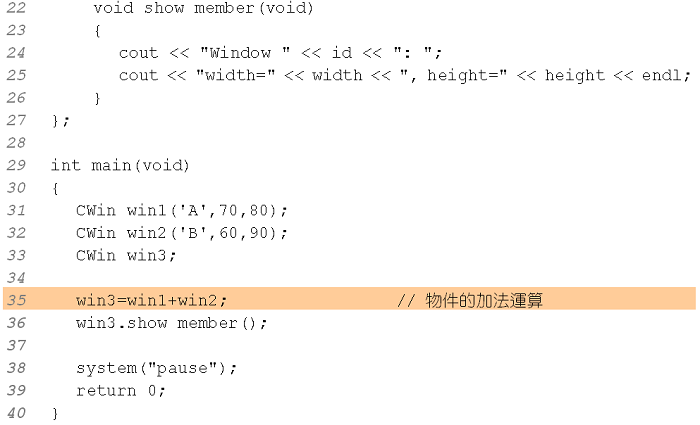 22 void show member(void)
23 {
24 cout << "Window " << id << ": ";
25 cout << "width=" << width << ", height=" << height << endl;
26 }
27 };
28
29 int main(void)
30 {
31 CWin win1('A',70,80);
32 CWin win2('B',60,90);
33 CWin win3;
34
35 win3=win1+win2; // 物件的加法運算
36 win3.show member();
37
38 system("pause");
39 return 0;
40 }